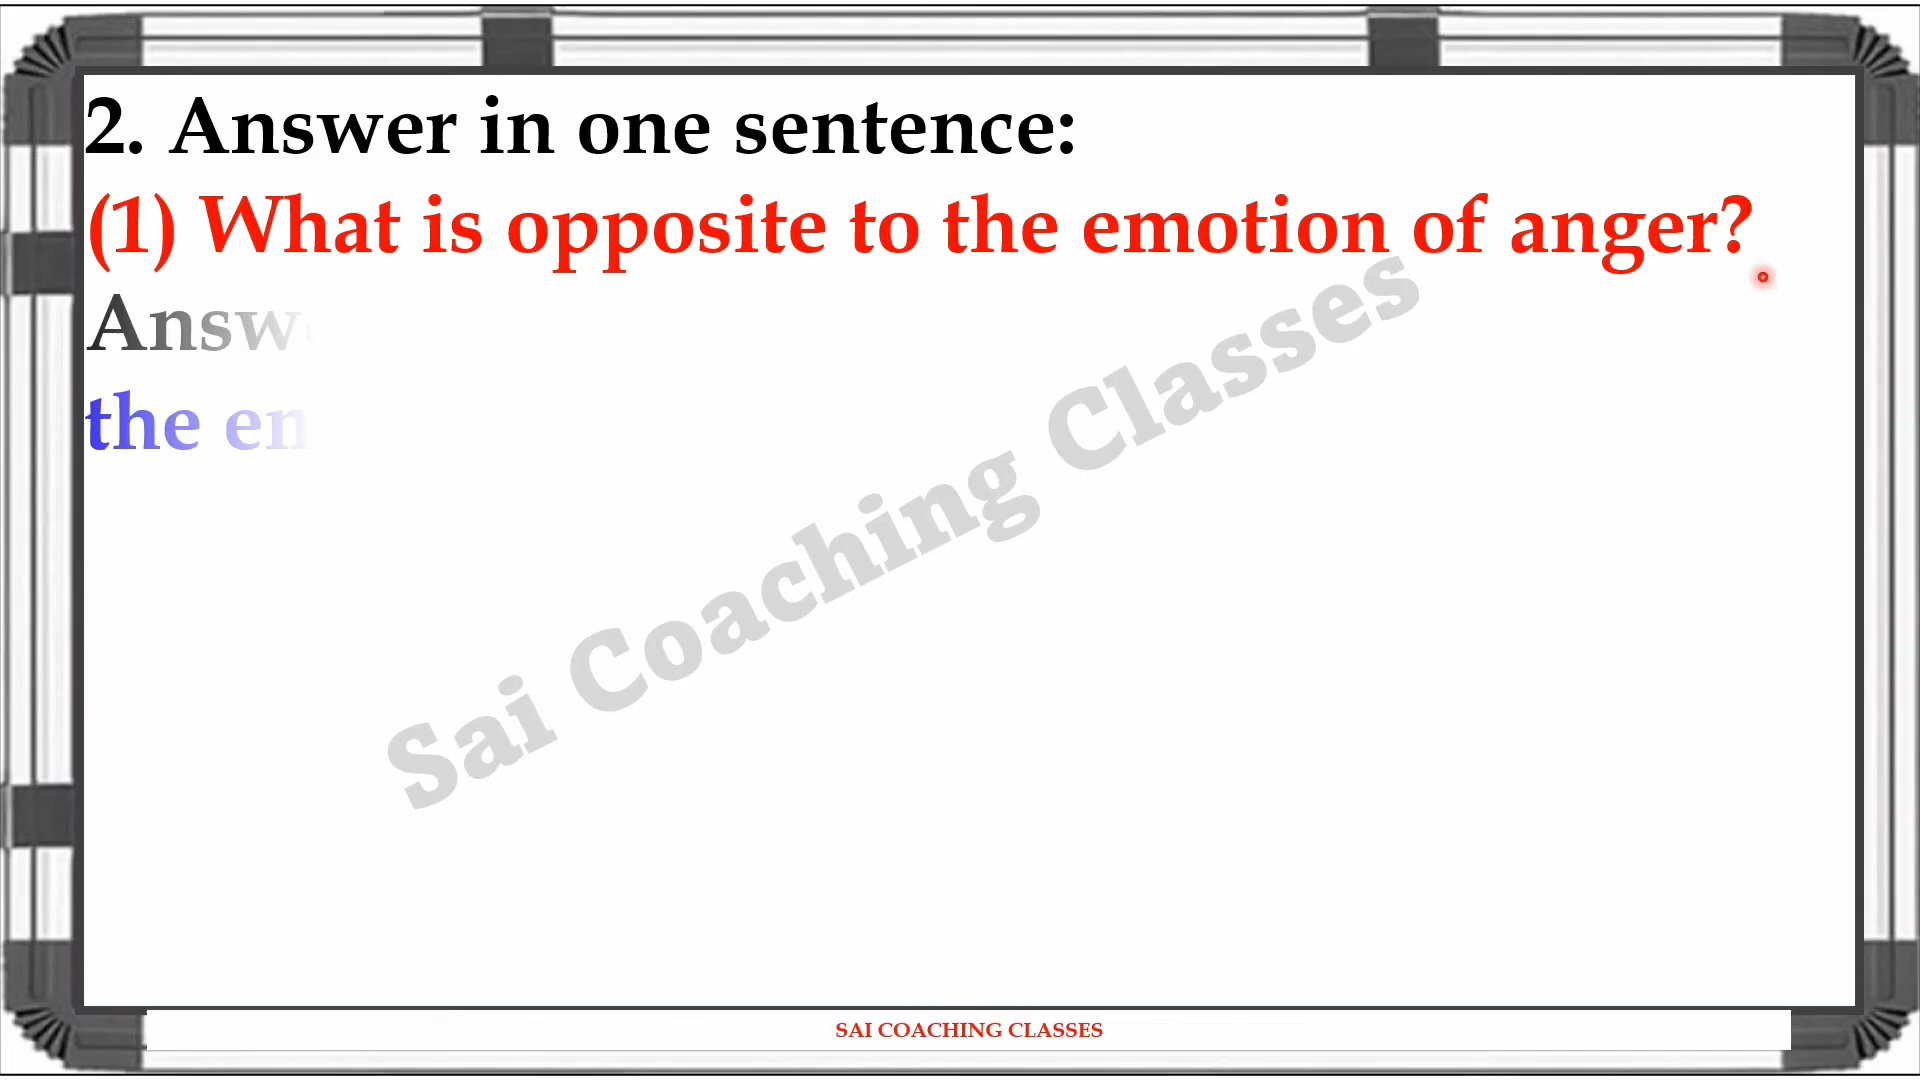 2. Answer in one sentence:
(1) What is opposite to the emotion of anger?
the
Sai Coaching Classes
SAI COACHING CLASSES